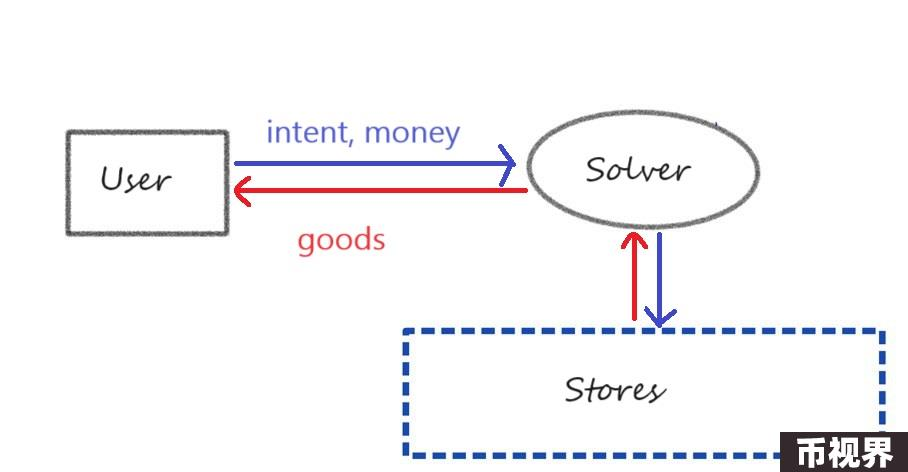 intent, money
User
Solver
goods
Stores
币视界